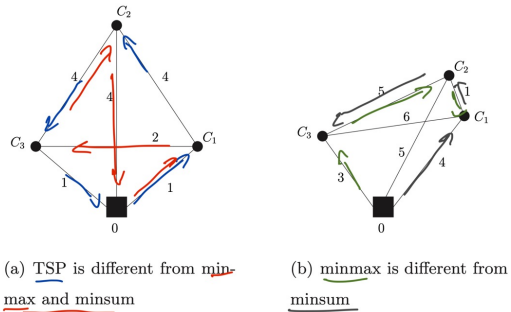 C₂
4
4
4
C₃
2
C₁
1
1
0
C₂
5
1
6
C₁
C₃
5
3
4
0
(a) TSP is different from min-
max and minsum
(b) minmax is different from
minsum